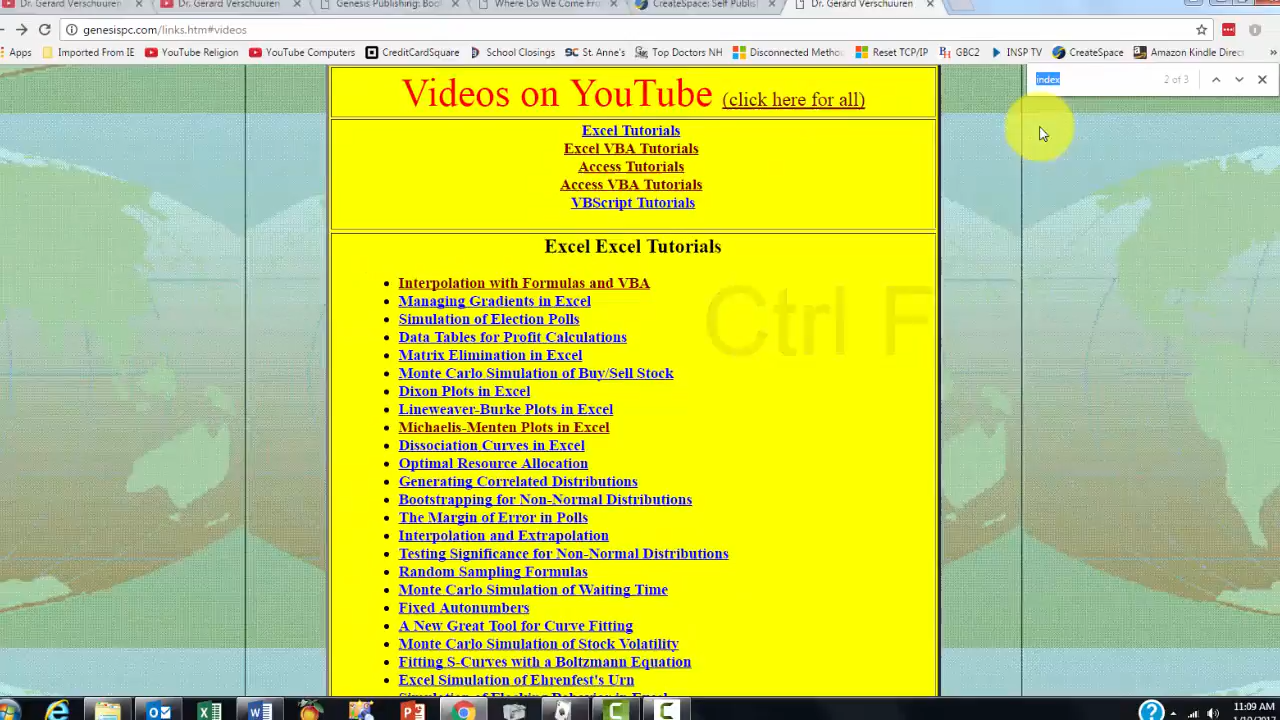 Dr. Gerard Verschuuren
Dr. Gerard Verschuuren
Genesis Publishing: Boo
Where Do We Come Fro
CreateSpace: Self Publis
Dr. Gerard Verschuuren
genesispc.com/links.htm#videos
Apps
Imported From IE
YouTube Religion
YouTube Computers
CreditCardSquare
School Closings
St. Anne's
Top Doctors NH
Disconnected Metho
Reset TCP/IP
GBC2
INSP TV
CreateSpace
Amazon Kindle Direc
index
2 of 3
Videos on YouTube (click here for all)
Excel Tutorials
Excel VBA Tutorials
Access Tutorials
Access VBA Tutorials
VBScript Tutorials
Excel Excel Tutorials
Interpolation with Formulas and VBA
Managing Gradients in Excel
Simulation of Election Polls
Data Tables for Profit Calculations
Matrix Elimination in Excel
Monte Carlo Simulation of Buy/Sell Stock
Dixon Plots in Excel
Lineweaver-Burke Plots in Excel
Michaelis-Menten Plots in Excel
Dissociation Curves in Excel
Optimal Resource Allocation
Generating Correlated Distributions
Bootstrapping for Non-Normal Distributions
The Margin of Error in Polls
Interpolation and Extrapolation
Testing Significance for Non-Normal Distributions
Random Sampling Formulas
Monte Carlo Simulation of Waiting Time
Fixed Autonumbers
A New Great Tool for Curve Fitting
Monte Carlo Simulation of Stock Volatility
Fitting S-Curves with a Boltzmann Equation
Excel Simulation of Ehrenfest's Urn
Simulation of Flocking Behavior in Excel
Ctrl F
11:09 AM